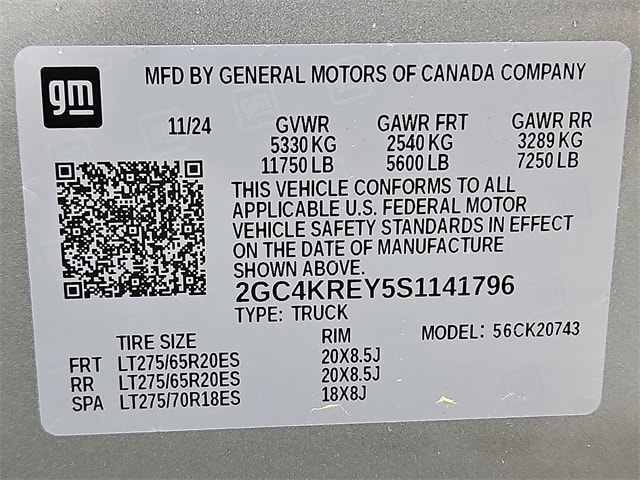 gm
MFD BY GENERAL MOTORS OF CANADA COMPANY
11/24 GVWR GAWR FRT GAWR RR
5330 KG 2540 KG 3289 KG
11750 LB 5600 LB 7250 LB
THIS VEHICLE CONFORMS TO ALL
APPLICABLE U.S. FEDERAL MOTOR
VEHICLE SAFETY STANDARDS IN EFFECT
ON THE DATE OF MANUFACTURE
SHOWN ABOVE.
2GC4KREY5S1141796
TYPE: TRUCK
MODEL: 56CK20743
TIRE SIZE RIM
FRT LT275/65R20ES 20X8.5J
RR LT275/65R20ES 20X8.5J
SPA LT275/70R18ES 18X8J